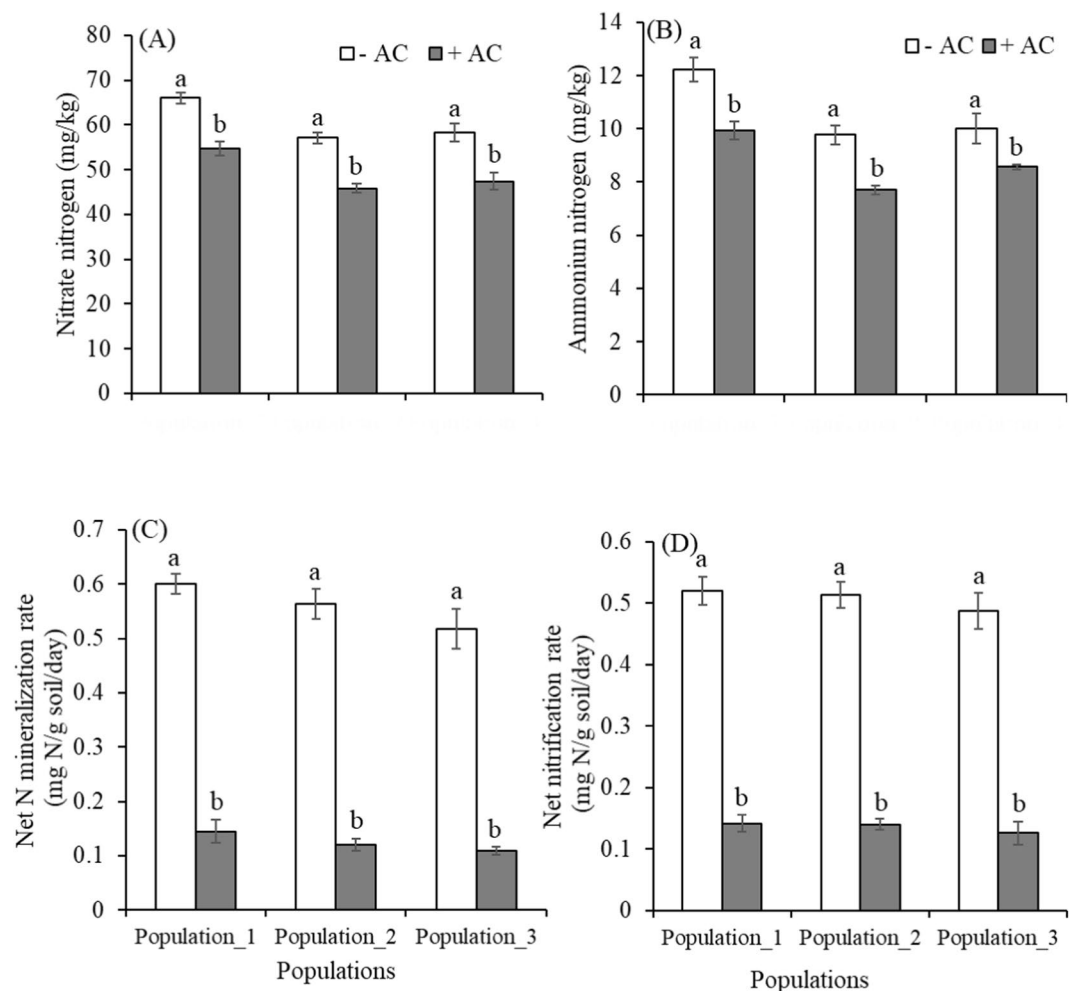 (A)
- AC + AC
Nitrate nitrogen (mg/kg)
80
70
60
50
40
30
20
10
0
a
b
a
b
a
b
(B)
- AC + AC
Ammoniun nitrogen (mg/kg)
14
12
10
8
6
4
2
0
a
b
a
b
a
b
(C)
Net N mineralization rate
(mg N/g soil/day)
0.7
0.6
0.5
0.4
0.3
0.2
0.1
0
a
b
a
b
a
b
Population_1 Population_2 Population_3
Populations
(D)
Net nitrification rate
(mg N/g soil/day)
0.6
0.5
0.4
0.3
0.2
0.1
0
a
b
a
b
a
b
Population_1 Population_2 Population_3
Populations